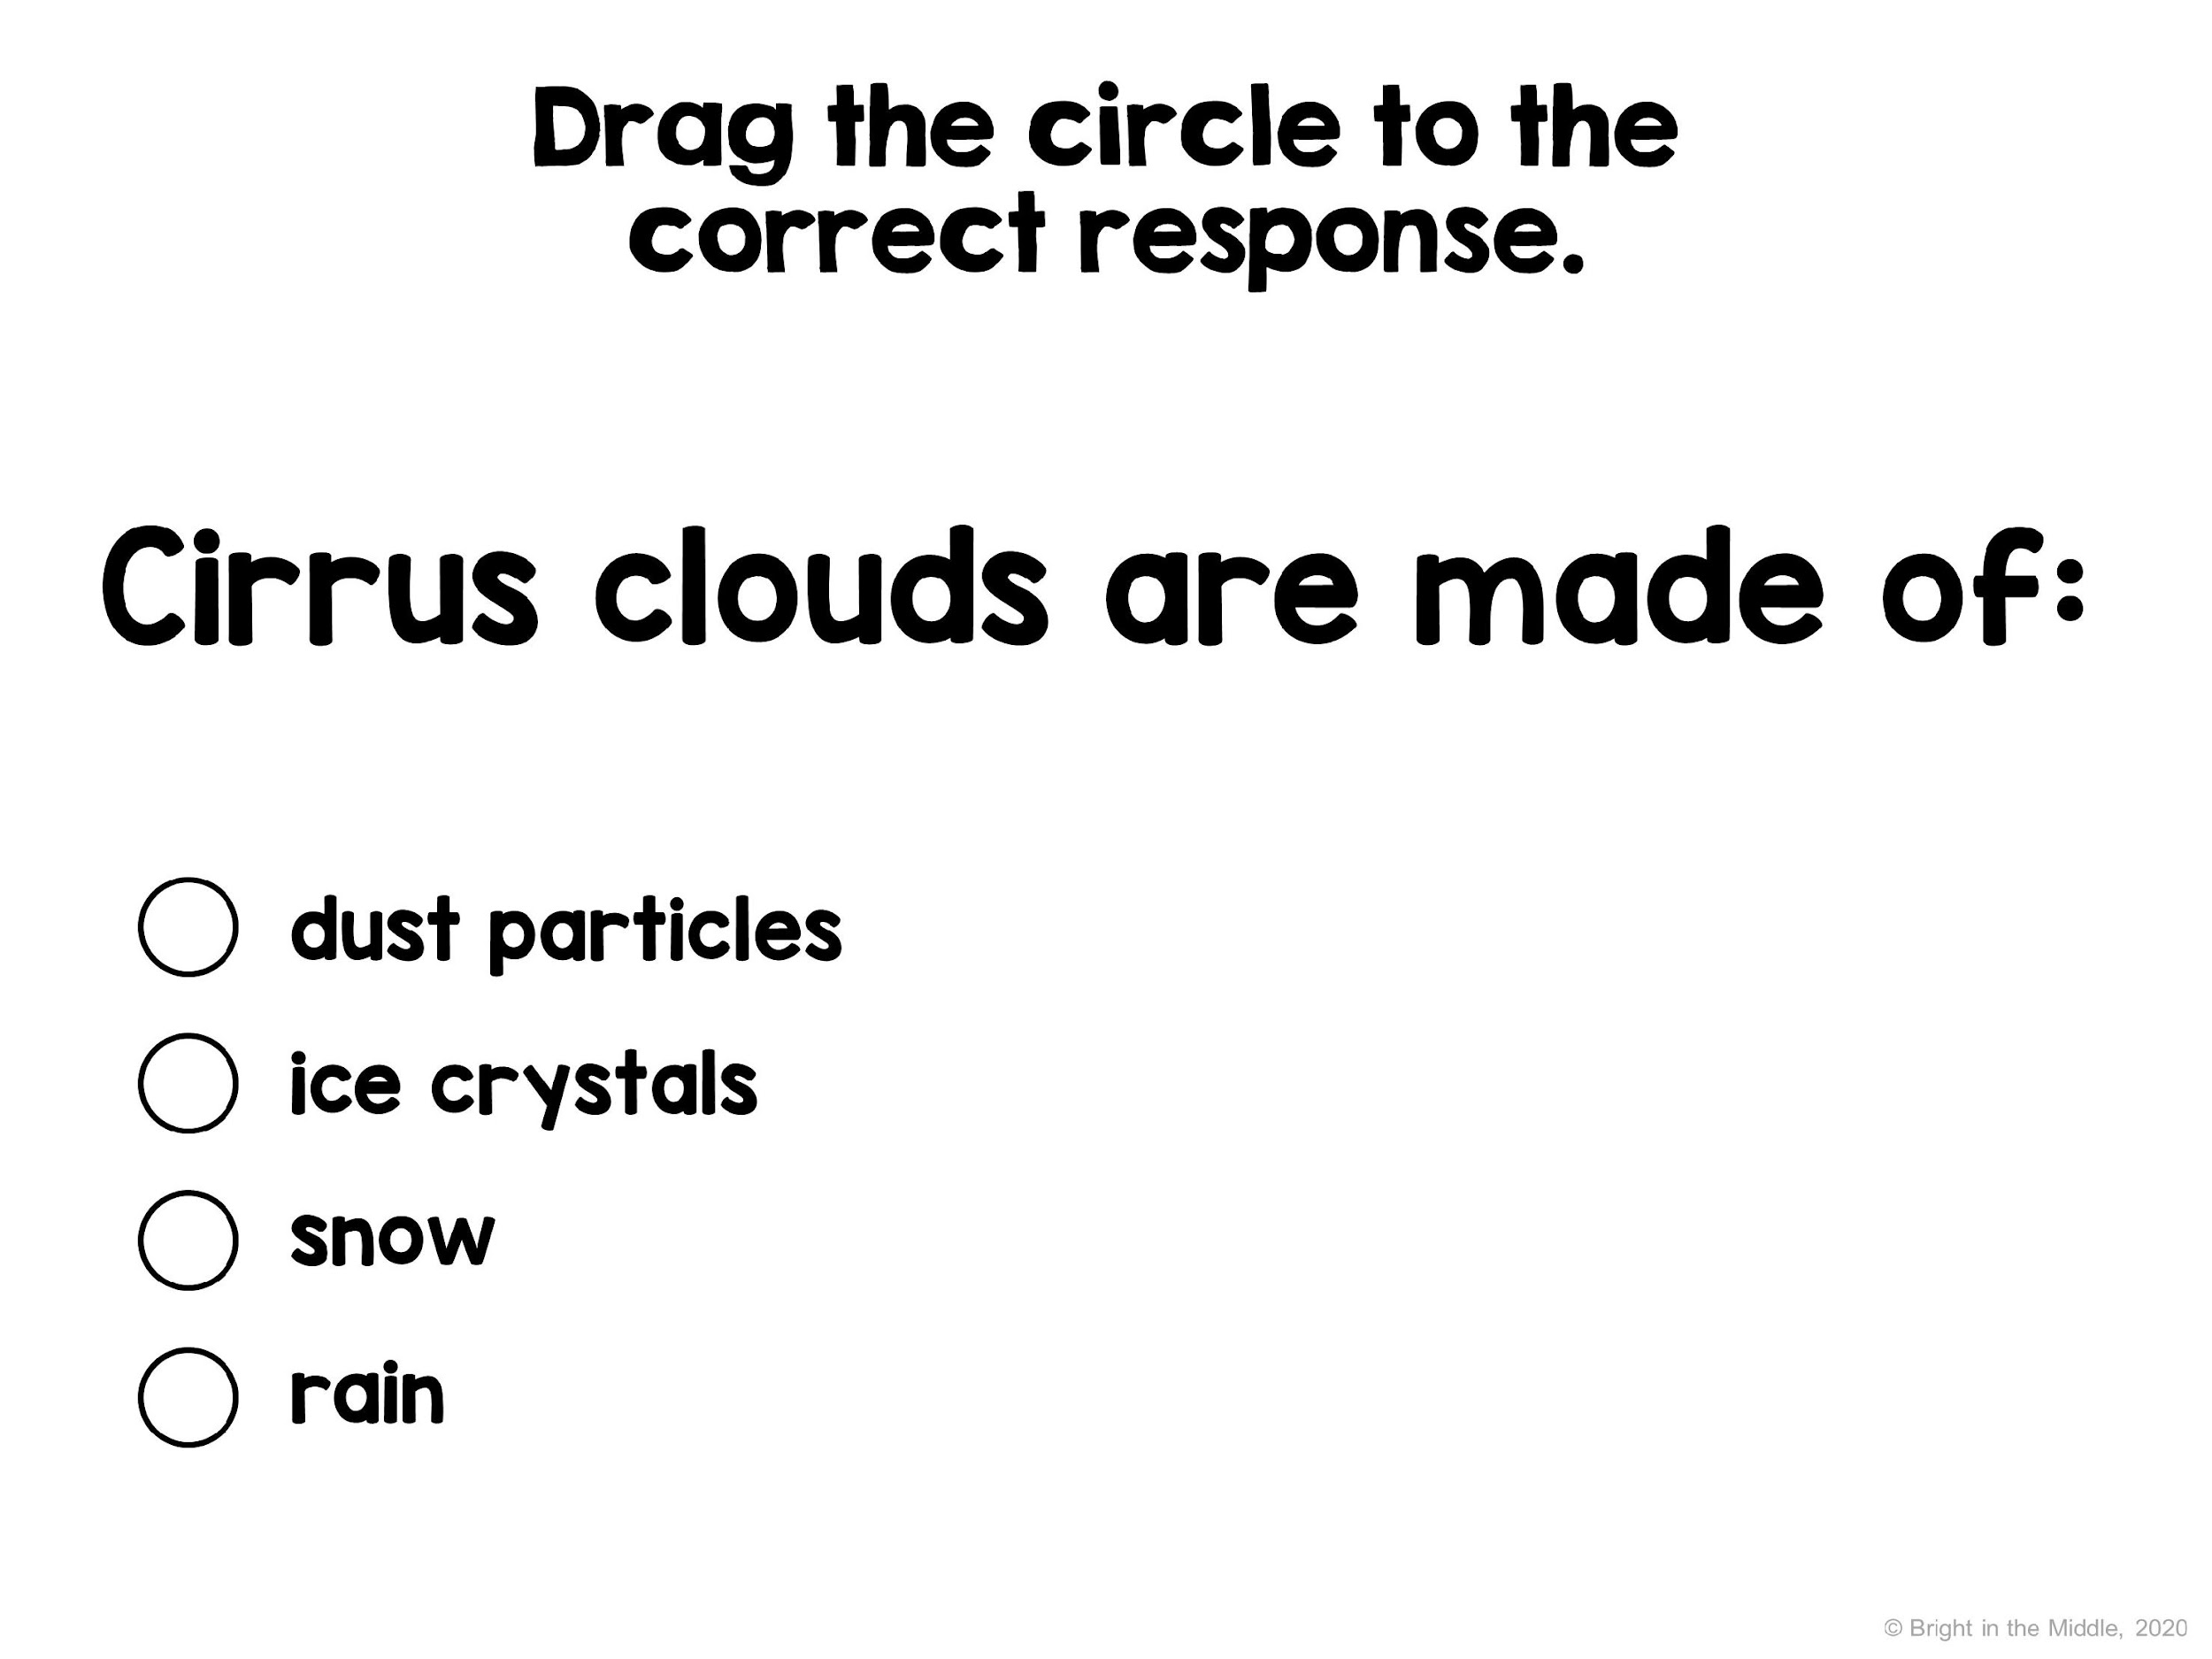 Drag the circle to the
correct response.
Cirrus clouds are made of:
dust particles
ice crystals
snow
rain
© Bright in the Middle, 2020